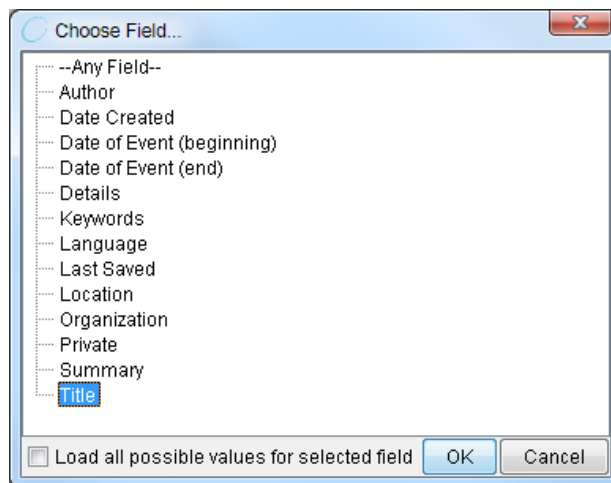 Choose Field...
--Any Field--
Author
Date Created
Date of Event (beginning)
Date of Event (end)
Details
Keywords
Language
Last Saved
Location
Organization
Private
Summary
Title
Load all possible values for selected field OK Cancel